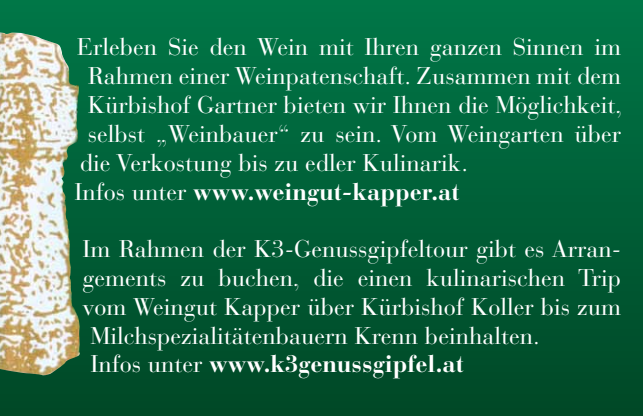 Erleben Sie den Wein mit Ihren ganzen Sinnen im
Rahmen einer Weinpatenschaft. Zusammen mit dem
Kürbishof Gartner bieten wir Ihnen die Möglichkeit,
selbst „Weinbauer“ zu sein. Vom Weingarten über
die Verkostung bis zu edler Kulinarik.
Infos unter www.weingut-kapper.at
Im Rahmen der K3-Genussgipfeltour gibt es Arran-
gements zu buchen, die einen kulinarischen Trip
vom Weingut Kapper über Kürbishof Koller bis zum
Milchspezialitätenbauern Krenn beinhalten.
Infos unter www.k3genussgipfel.at